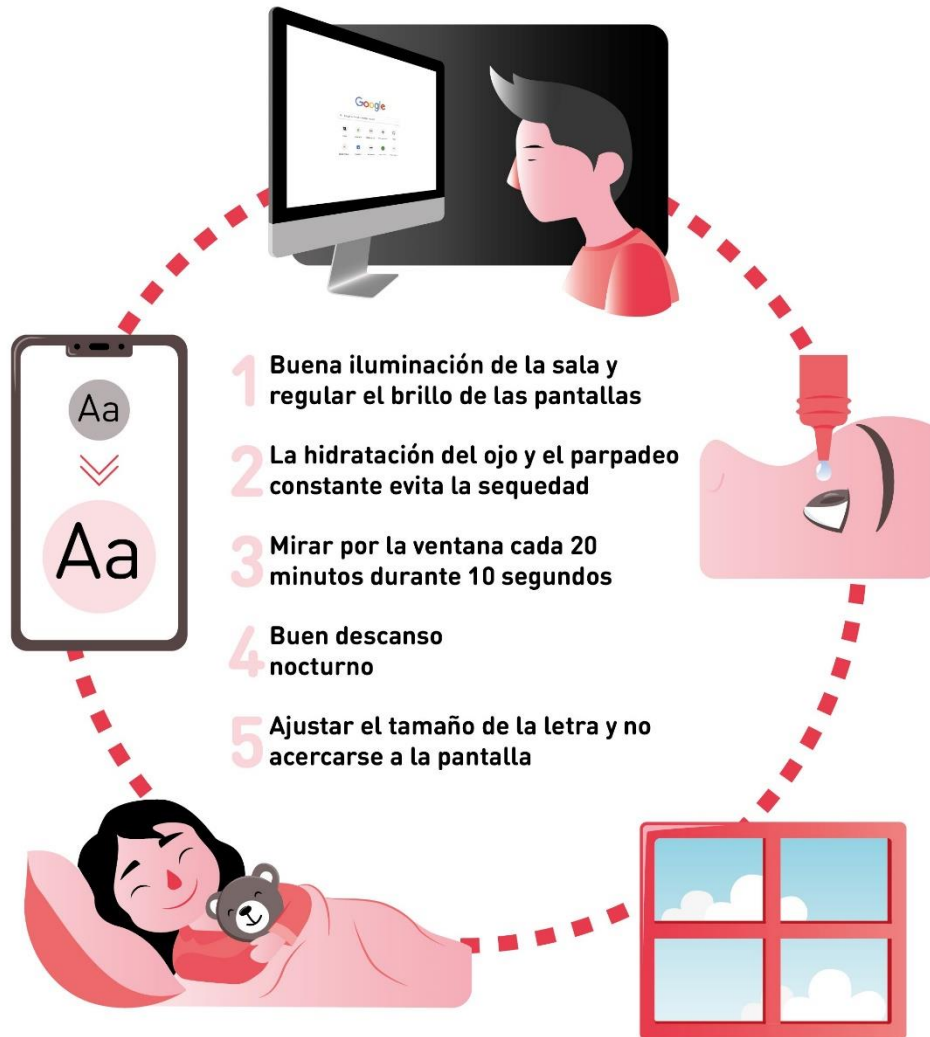 Google
Aa
Aa
1 Buena iluminación de la sala y
regular el brillo de las pantallas
2 La hidratación del ojo y el parpadeo
constante evita la sequedad
3 Mirar por la ventana cada 20
minutos durante 10 segundos
4 Buen descanso
nocturno
5 Ajustar el tamaño de la letra y no
acercarse a la pantalla